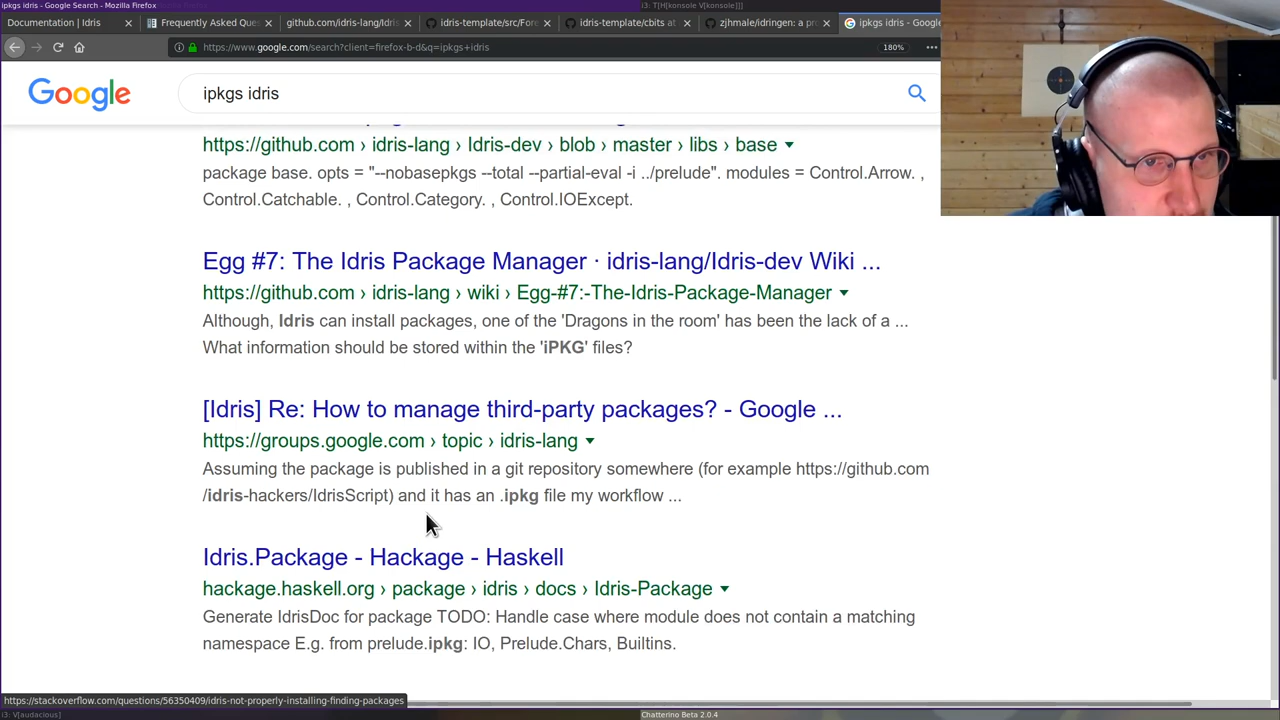 ipkgs idris - Google Search - Mozilla Firefox
i3: T[H[konsole V[konsole]]]
Documentation | Idris
Frequently Asked Que:
github.com/idris-lang/Idris
idris-template/src/Fore
idris-template/cbits at
zjhmale/idringen: a pr
ipkgs idris - Google
https://www.google.com/search?client=firefox-b-d&q=ipkgs+idris
180%
Google
ipkgs idris
https://github.com › idris-lang › Idris-dev › blob › master › libs › base
package base. opts = "--nobasepkgs --total --partial-eval -i ../prelude". modules = Control.Arrow. ,
Control.Catchable. , Control.Category. , Control.IOExcept.
Egg #7: The Idris Package Manager · idris-lang/Idris-dev Wiki ...
https://github.com › idris-lang › wiki › Egg-#7:-The-Idris-Package-Manager
Although, Idris can install packages, one of the 'Dragons in the room' has been the lack of a ...
What information should be stored within the 'iPKG' files?
[Idris] Re: How to manage third-party packages? - Google ...
https://groups.google.com › topic › idris-lang
Assuming the package is published in a git repository somewhere (for example https://github.com
/idris-hackers/IdrisScript) and it has an .ipkg file my workflow ...
Idris.Package - Hackage - Haskell
hackage.haskell.org › package › idris › docs › Idris-Package
Generate IdrisDoc for package TODO: Handle case where module does not contain a matching
namespace E.g. from prelude.ipkg: IO, Prelude.Chars, Builtins.
https://stackoverflow.com/questions/56350409/idris-not-properly-installing-finding-packages
i3: V[audacious]
Chatterino Beta 2.0.4